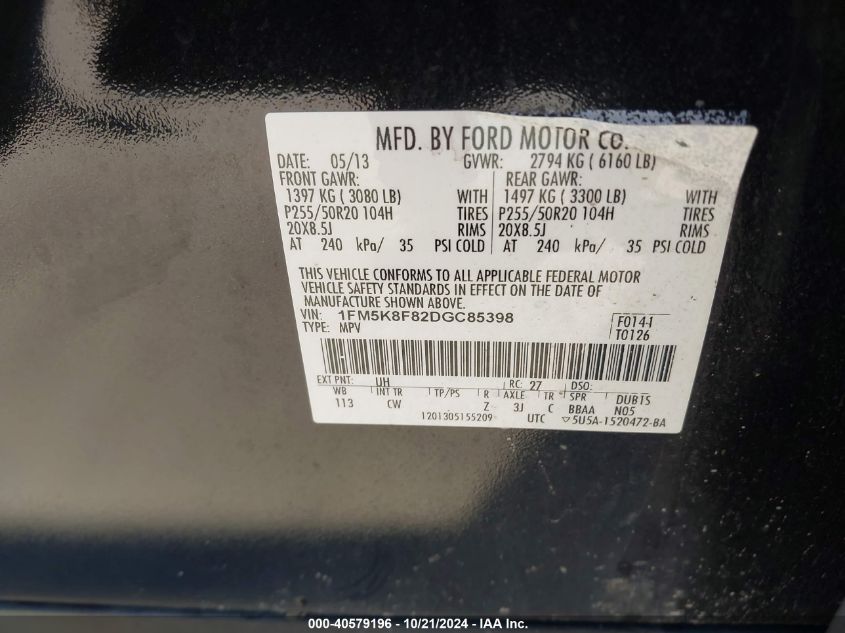 MFD. BY FORD MOTOR CO.
DATE: 05/13 GVWR: 2794 KG ( 6160 LB)
FRONT GAWR: REAR GAWR:
1397 KG ( 3080 LB) WITH 1497 KG ( 3300 LB) WITH
P255/50R20 104H TIRES P255/50R20 104H TIRES
20X8.5J RIMS 20X8.5J RIMS
AT 240 kPa/ 35 PSI COLD AT 240 kPa/ 35 PSI COLD
THIS VEHICLE CONFORMS TO ALL APPLICABLE FEDERAL MOTOR
VEHICLE SAFETY STANDARDS IN EFFECT ON THE DATE OF
MANUFACTURE SHOWN ABOVE.
VIN: 1FM5K8F82DGC85398 F0141
TYPE: MPV T0126
EXT PNT: UH RC: 27 DSO:
WB INT TR TP/PS R AXLE TR SPR DUBTS
113 CW Z 3J C BBAA N05
1201305155209 UTC ▽5U5A-1520472-BA
000-40579196 - 10/21/2024 - IAA Inc.